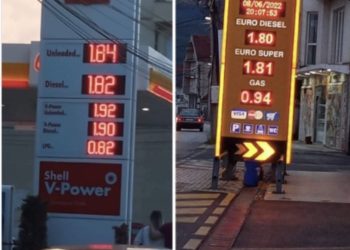 Unleaded... 1.84
Diesel... 1.82
V-Power
Unleaded... 1.92
V-Power
Diesel... 1.90
LPG... 0.82
Shell
V-Power
08/06/2022
20:07:53
EURO DIESEL
1.80
EURO SUPER
1.81
GAS
0.94
VISA
P